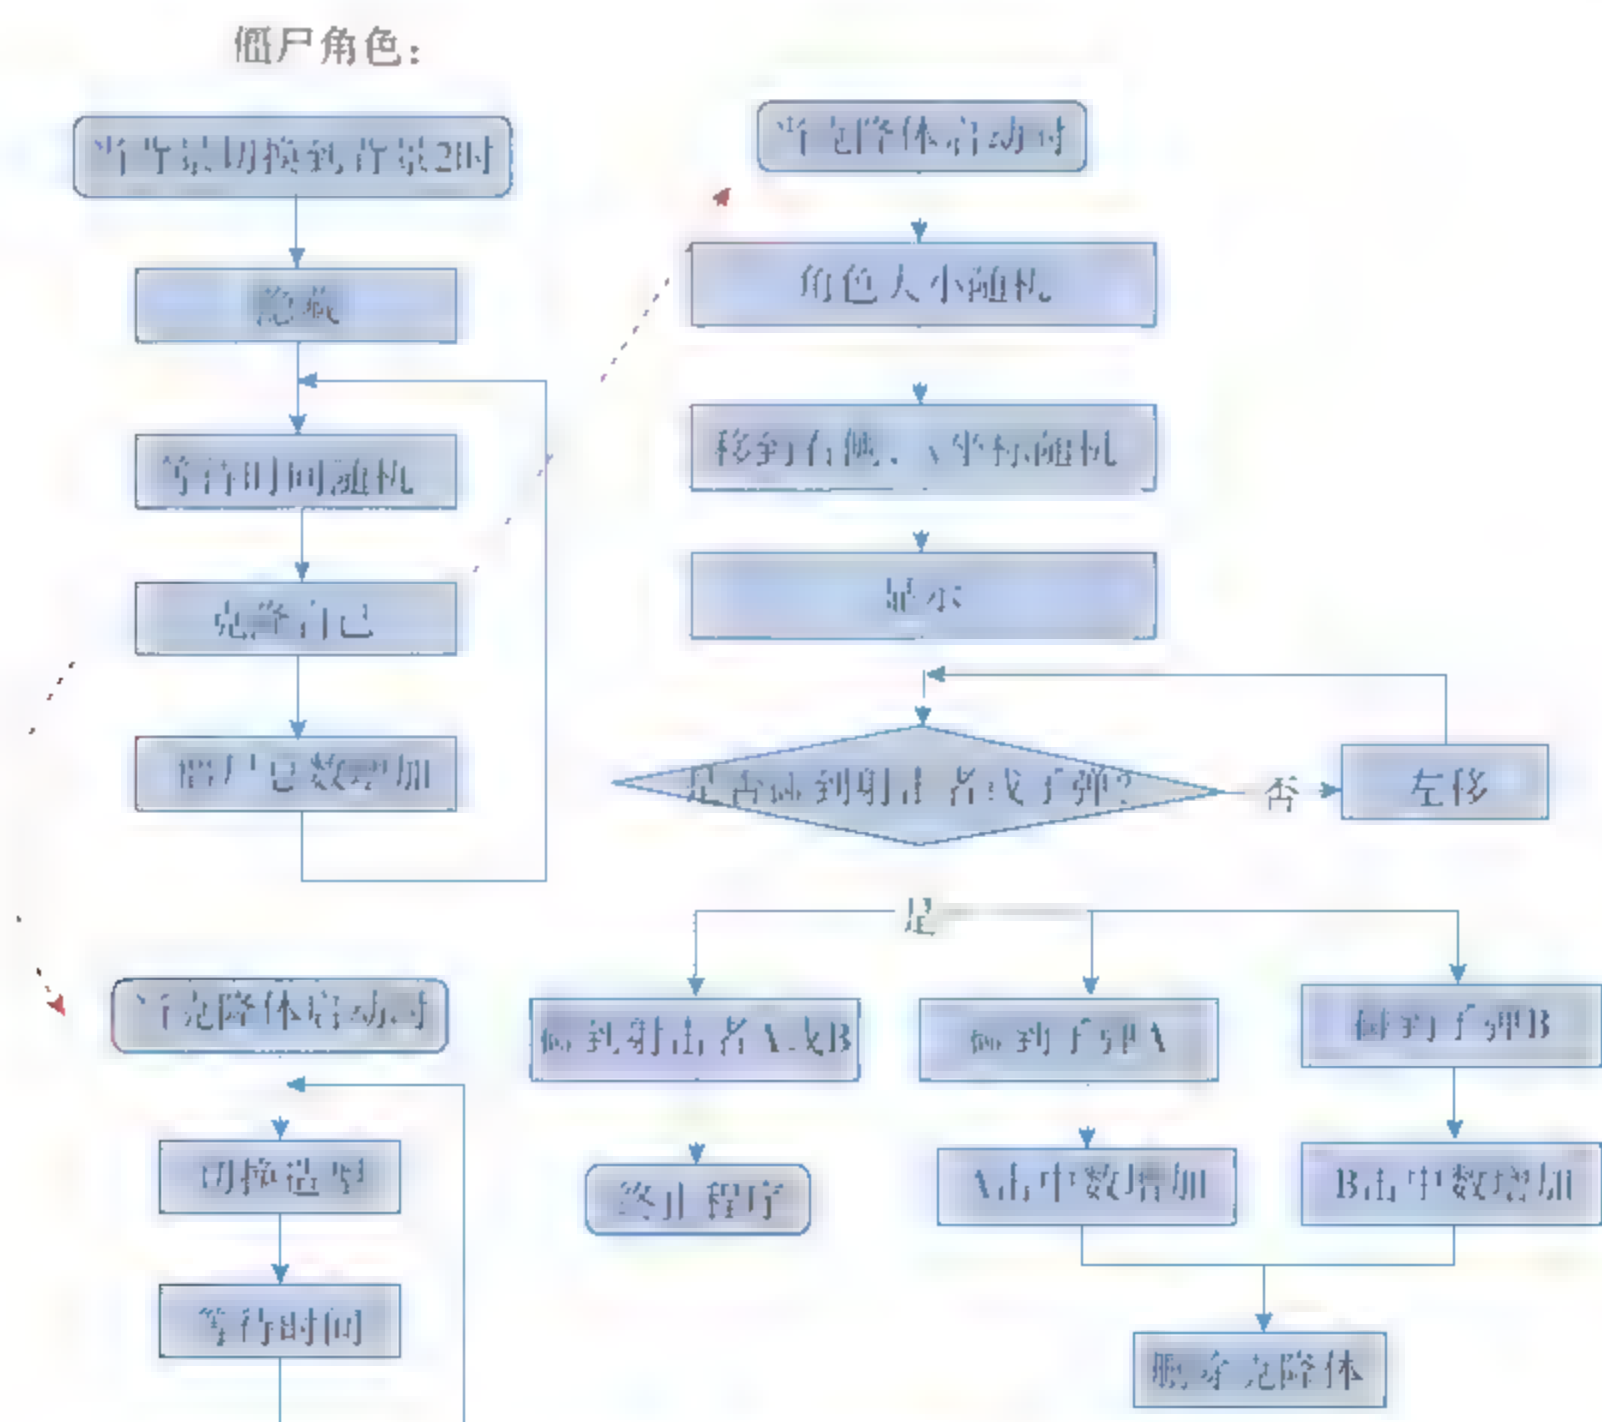 僵尸角色：
当背景切换到背景2时
隐藏
等待时间随机
克隆自己
僵尸总数增加
当克隆体启动时
切换造型
等待时间
当克隆体启动时
角色大小随机
移到右侧，坐标随机
显示
是否碰到射击者或子弹?
否
左移
是
碰到射击者A或B
终止程序
碰到子弹A
A击中数增加
碰到子弹B
B击中数增加
删除克隆体